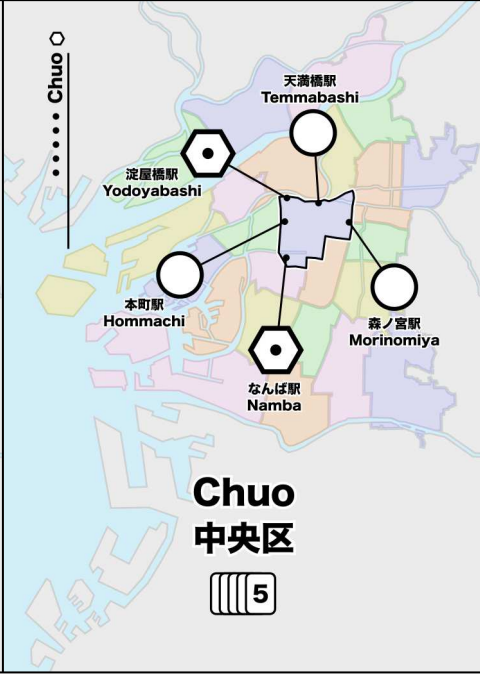 Chuo
天満橋駅
Temmabashi
淀屋橋駅
Yodoyabashi
本町駅
Hommachi
森ノ宮駅
Morinomiya
なんば駅
Namba
Chuo
中央区
5